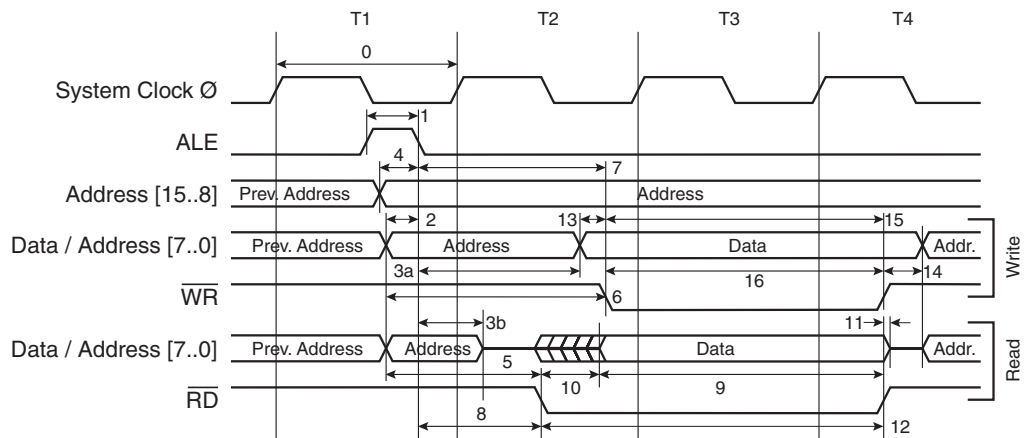 T1 T2 T3 T4
0
System Clock Ø
1
ALE
4 7
Address [15..8] Prev. Address Address
2 13 15
Data / Address [7..0] Prev. Address Address Data Addr.
3a 16 14
WR 6
Write
3b 11
Data / Address [7..0] Prev. Address Address Data Addr.
5 10 9
RD
8 12
Read